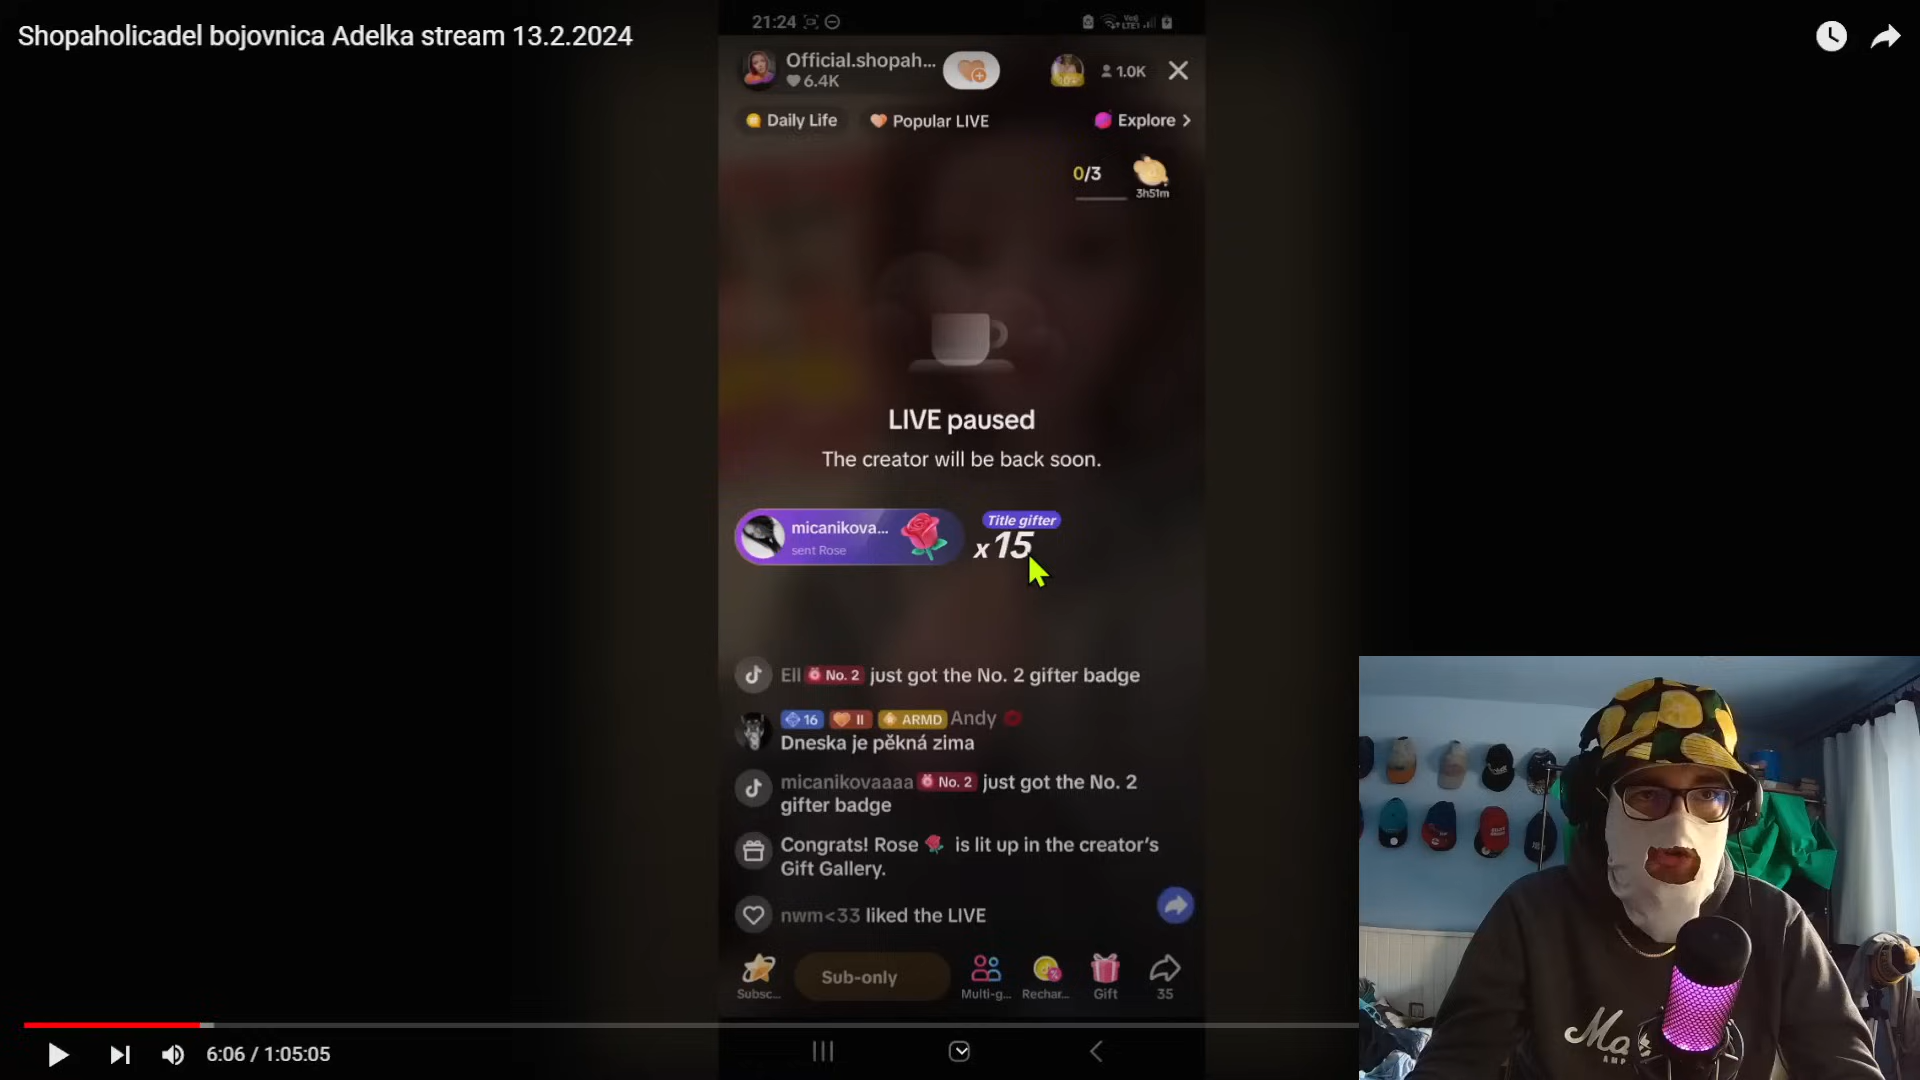 Shopaholicadel bojovnica Adelka stream 13.2.2024
21:24
Official.shopah...
6.4K
1.0K
Daily Life
Popular LIVE
Explore
0/3
3h51m
LIVE paused
The creator will be back soon.
micanikova...
sent Rose
Title gifter
x15
Ell No. 2 just got the No. 2 gifter badge
16 II ARMD Andy
Dneska je pěkná zima
micanikovaaaa No. 2 just got the No. 2
gifter badge
Congrats! Rose is lit up in the creator's
Gift Gallery.
nwm<33 liked the LIVE
Subsc...
Sub-only
Multi-g...
Rechar...
Gift
35
6:06 / 1:05:05